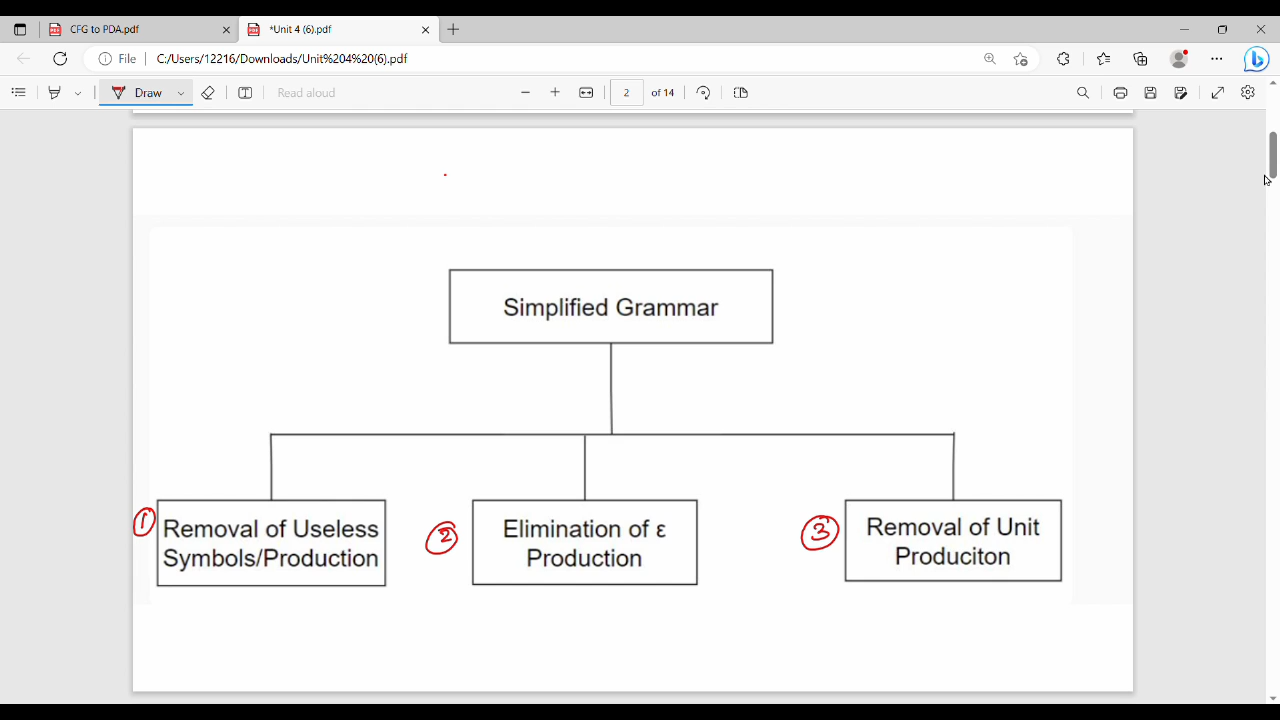 CFG to PDA.pdf
*Unit 4 (6).pdf
File
C:/Users/12216/Downloads/Unit%204%20(6).pdf
Draw
Read aloud
2
of 14
Simplified Grammar
1
Removal of Useless
Symbols/Production
2
Elimination of ε
Production
3
Removal of Unit
Produciton